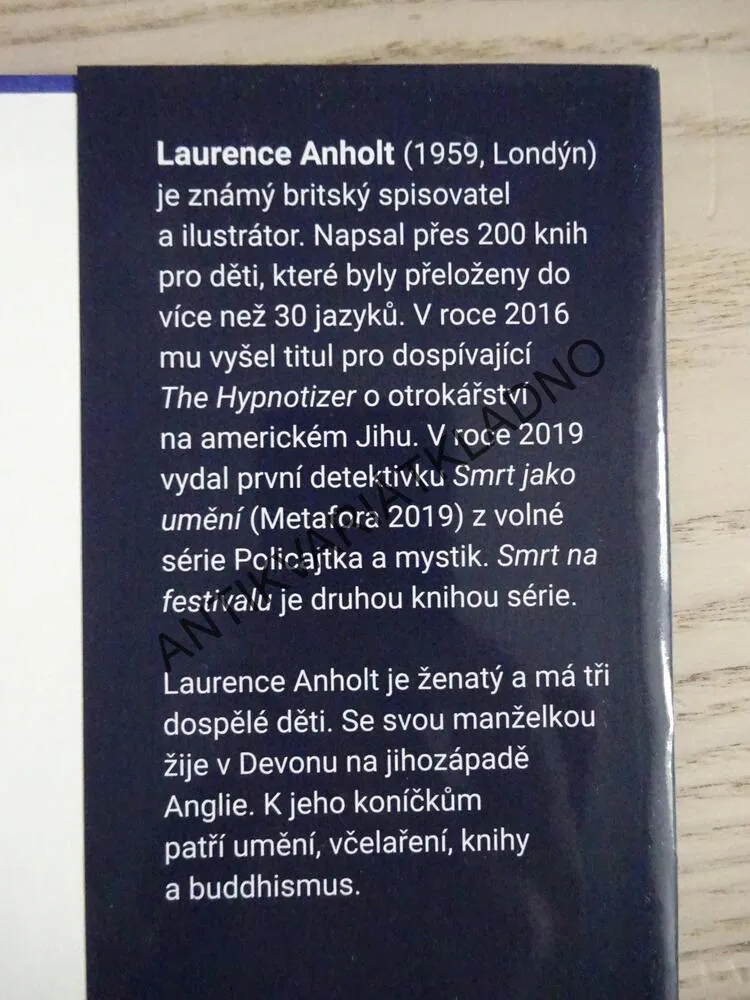 Laurence Anholt (1959, Londýn)
je známý britský spisovatel
a ilustrátor. Napsal přes 200 knih
pro děti, které byly přeloženy do
více než 30 jazyků. V roce 2016
mu vyšel titul pro dospívající
The Hypnotizer o otrokářství
na americkém Jihu. V roce 2019
vydal první detektivku Smrt jako
umění (Metafora 2019) z volné
série Policajtka a mystik. Smrt na
festivalu je druhou knihou série.
Laurence Anholt je ženatý a má tři
dospělé děti. Se svou manželkou
žije v Devonu na jihozápadě
Anglie. K jeho koníčkům
patří umění, včelaření, knihy
a buddhismus.
ANTIKVARIATKLADNO